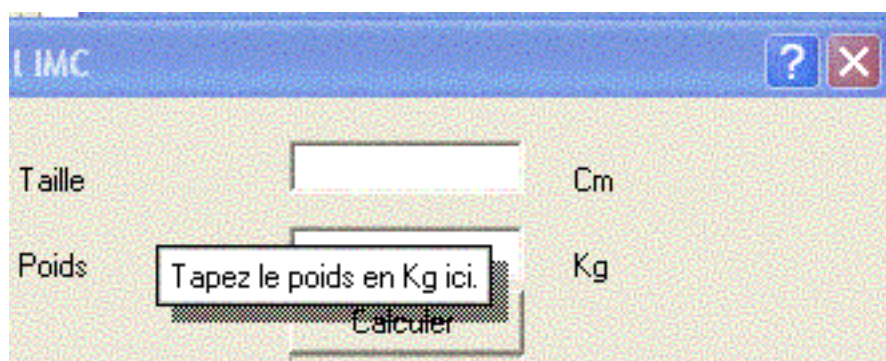 l IMC
?
Taille Cm
Poids Kg
Tapez le poids en Kg ici.
Calculer